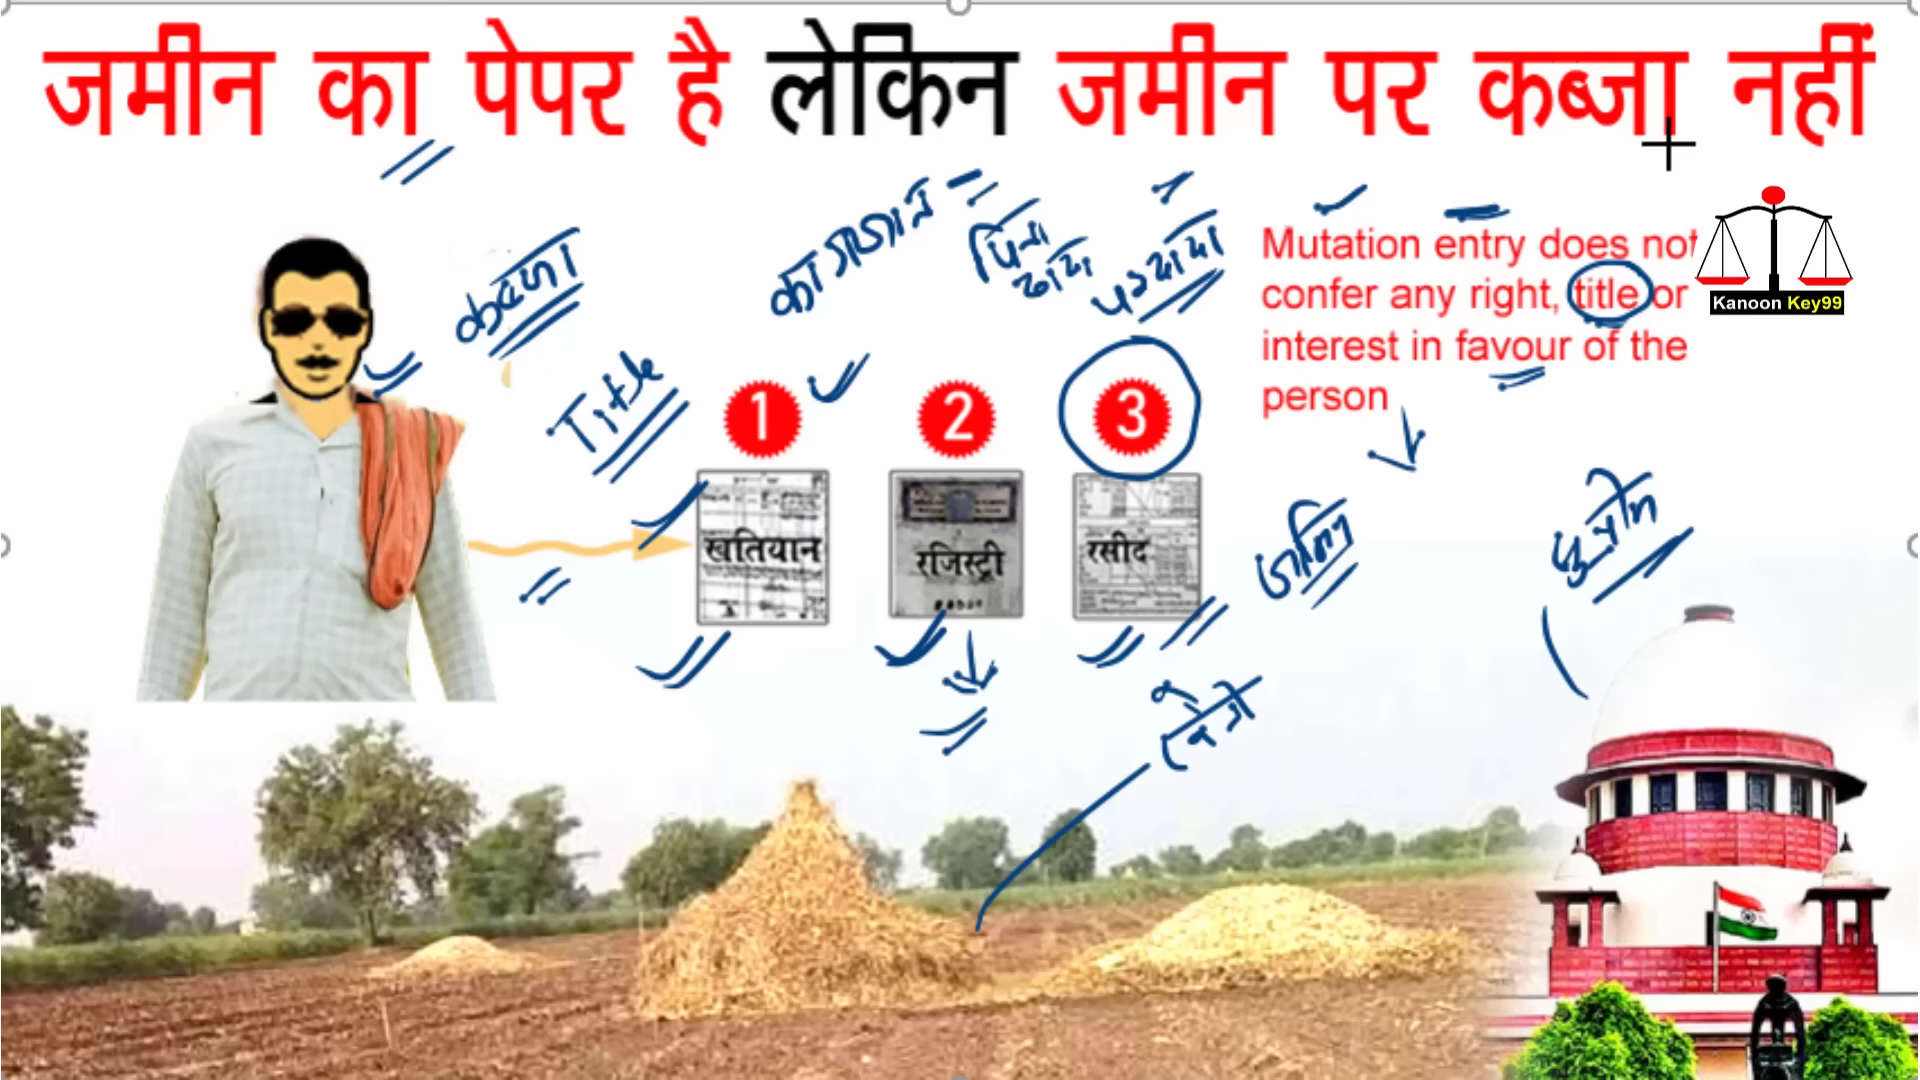 जमीन का पेपर है लेकिन जमीन पर कब्जा नहीं
कब्जा
कागजात
Title
Mutation entry does not
confer any right, title or
interest in favour of the
person
Kanoon Key99
1
2
3
खतियान
रजिस्ट्री
रसीद